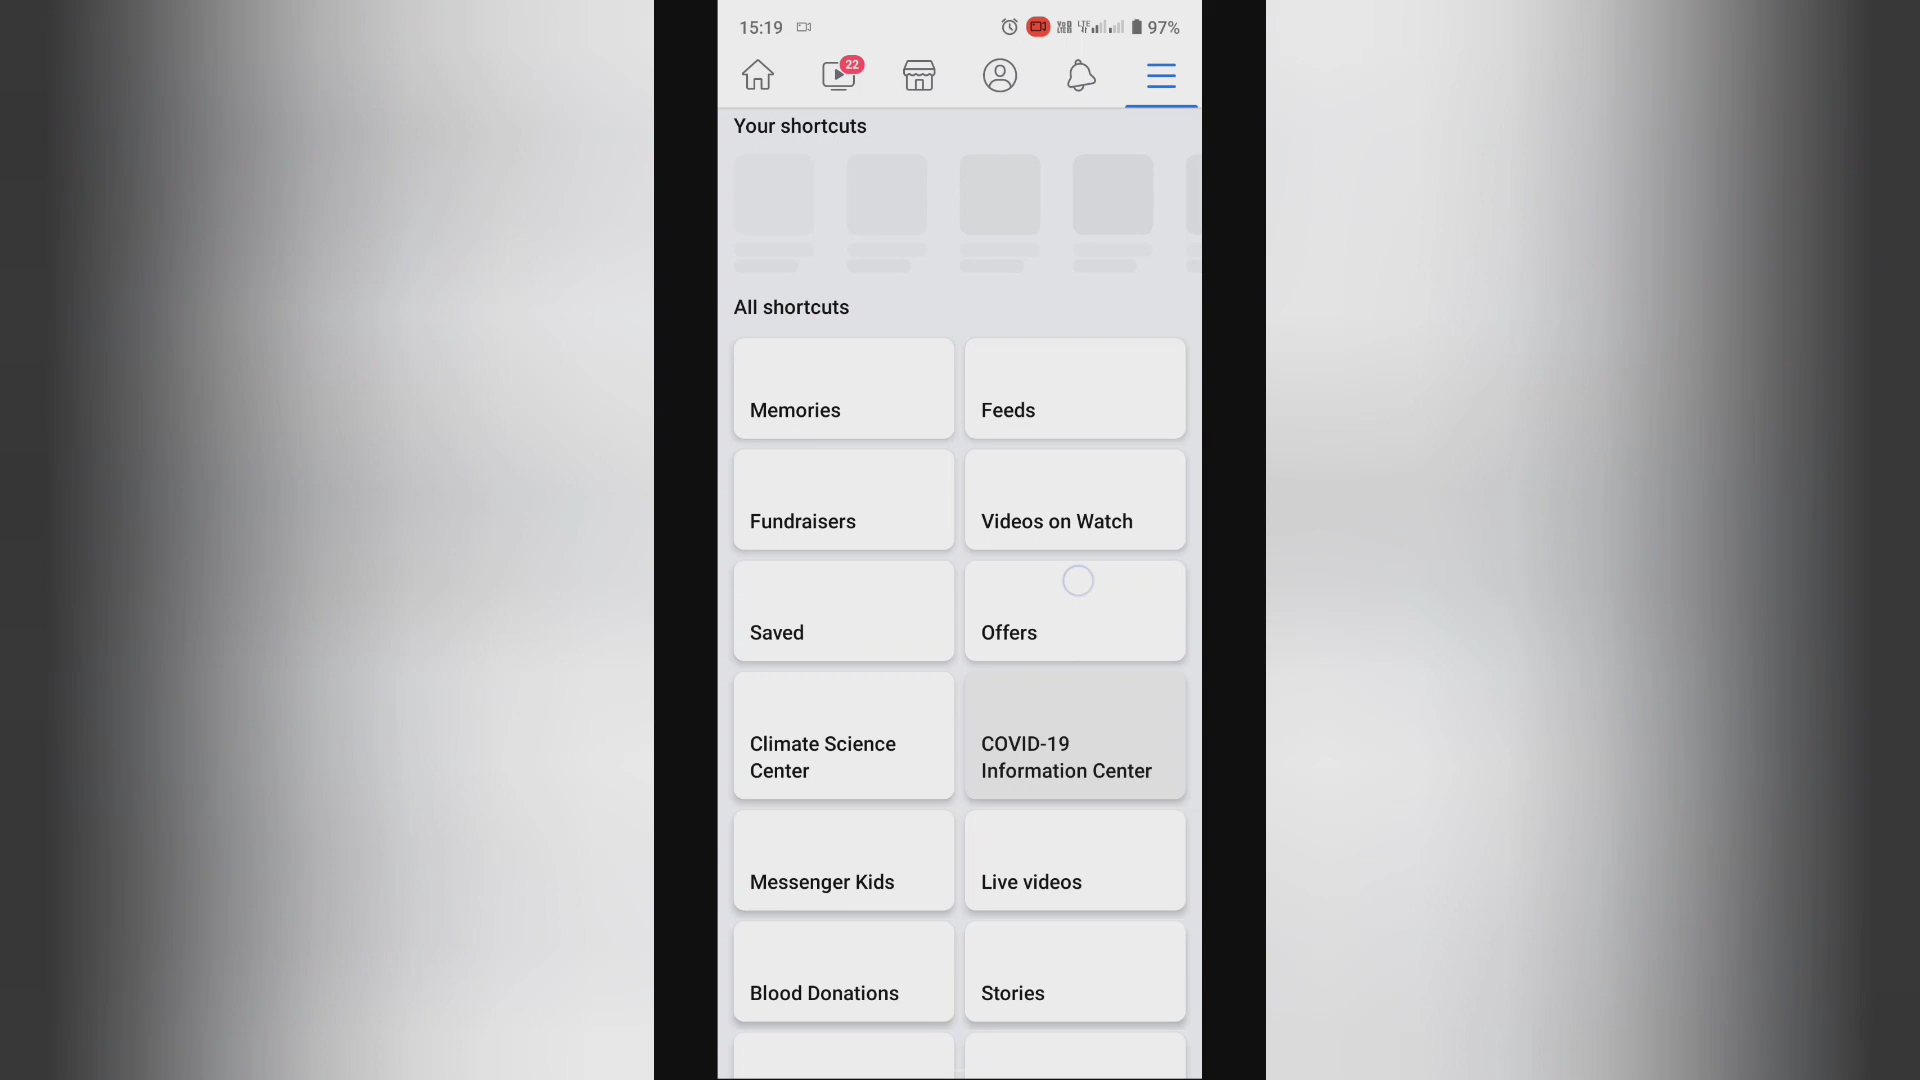 15:19
97%
22
Your shortcuts
All shortcuts
Memories
Feeds
Fundraisers
Videos on Watch
Saved
Offers
Climate Science
Center
COVID-19
Information Center
Messenger Kids
Live videos
Blood Donations
Stories